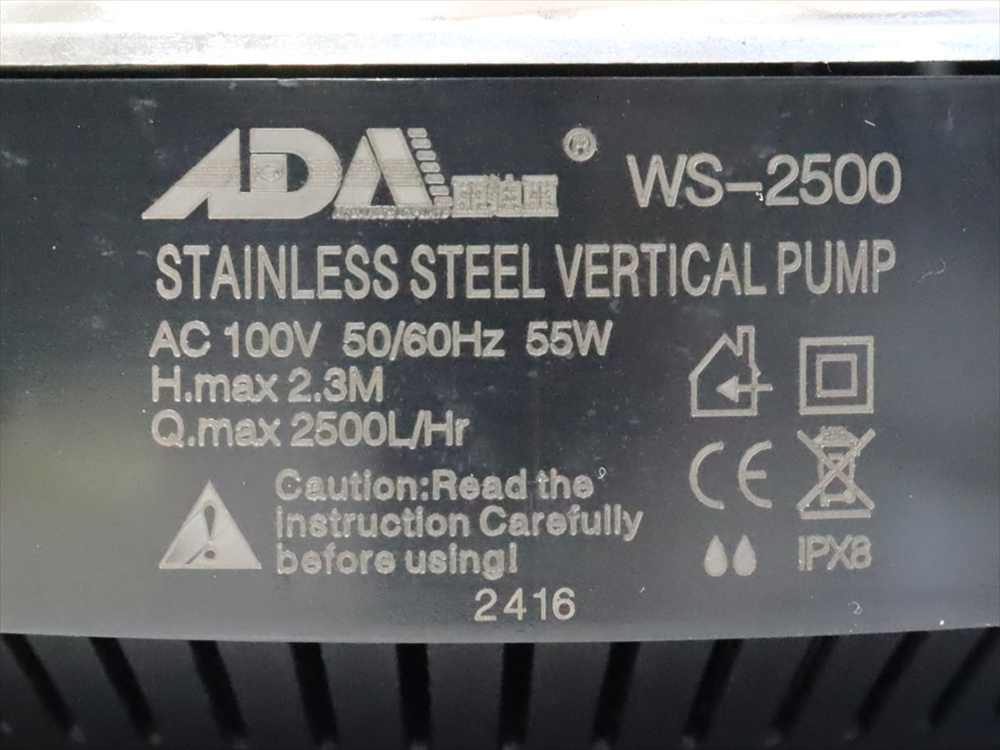 ADA ® WS-2500
STAINLESS STEEL VERTICAL PUMP
AC 100V 50/60Hz 55W
H.max 2.3M
Q.max 2500L/Hr
Caution:Read the
instruction Carefully
before using!
CE
IPX8
2416